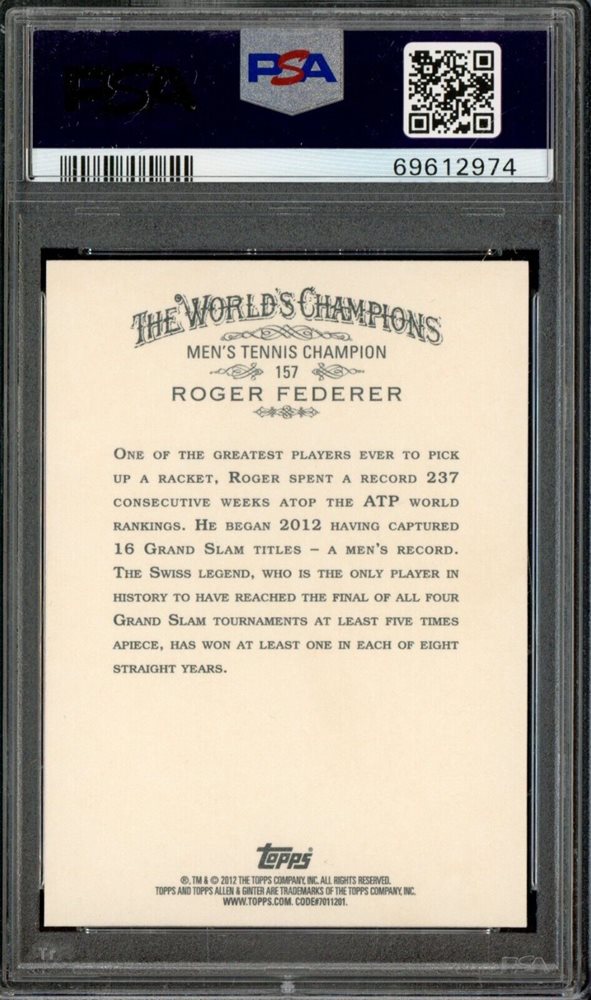 PSA
PSA
69612974
THE WORLD'S CHAMPIONS
MEN'S TENNIS CHAMPION
157
ROGER FEDERER
ONE OF THE GREATEST PLAYERS EVER TO PICK
UP A RACKET, ROGER SPENT A RECORD 237
CONSECUTIVE WEEKS ATOP THE ATP WORLD
RANKINGS. HE BEGAN 2012 HAVING CAPTURED
16 GRAND SLAM TITLES – A MEN'S RECORD.
THE SWISS LEGEND, WHO IS THE ONLY PLAYER IN
HISTORY TO HAVE REACHED THE FINAL OF ALL FOUR
GRAND SLAM TOURNAMENTS AT LEAST FIVE TIMES
APIECE, HAS WON AT LEAST ONE IN EACH OF EIGHT
STRAIGHT YEARS.
Topps
®, TM & © 2012 THE TOPPS COMPANY, INC. ALL RIGHTS RESERVED.
TOPPS AND TOPPS ALLEN & GINTER ARE TRADEMARKS OF THE TOPPS COMPANY, INC.
WWW.TOPPS.COM. CODE#7011201.
PSA